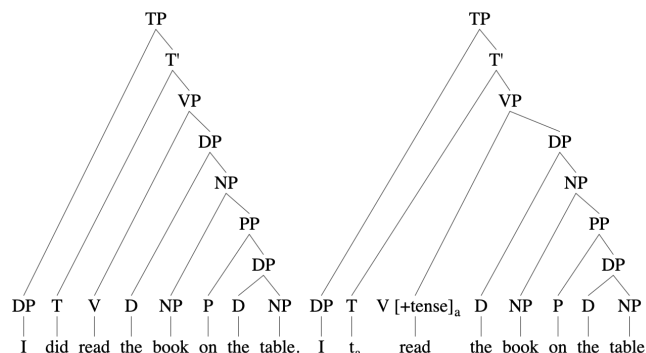 TP TP
T' T'
VP VP
DP DP
NP NP
PP PP
DP DP
DP T V D NP P D NP DP T V [+tense]a D NP P D NP
I did read the book on the table. I ta read the book on the table